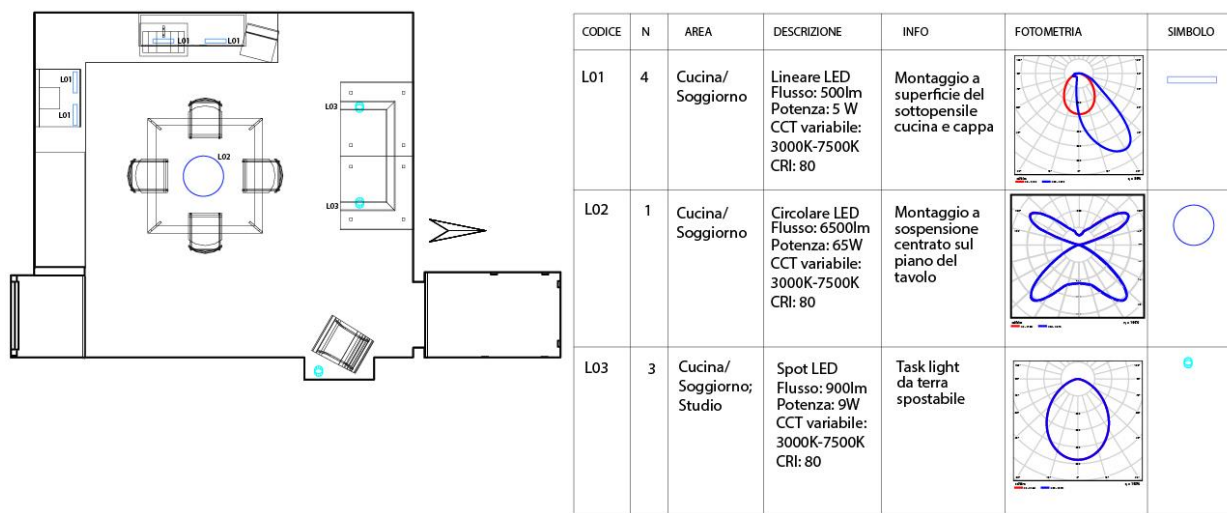 L01
L01
L01
L01
L03
L02
L03
CODICE N AREA DESCRIZIONE INFO FOTOMETRIA SIMBOLO
L01 4 Cucina/
Soggiorno
Lineare LED
Flusso: 500lm
Potenza: 5 W
CCT variabile:
3000K-7500K
CRI: 80
Montaggio a
superficie del
sottopensile
cucina e cappa
L02 1 Cucina/
Soggiorno
Circolare LED
Flusso: 6500lm
Potenza: 65W
CCT variabile:
3000K-7500K
CRI: 80
Montaggio a
sospensione
centrato sul
piano del
tavolo
L03 3 Cucina/
Soggiorno;
Studio
Spot LED
Flusso: 900lm
Potenza: 9W
CCT variabile:
3000K-7500K
CRI: 80
Task light
da terra
spostabile